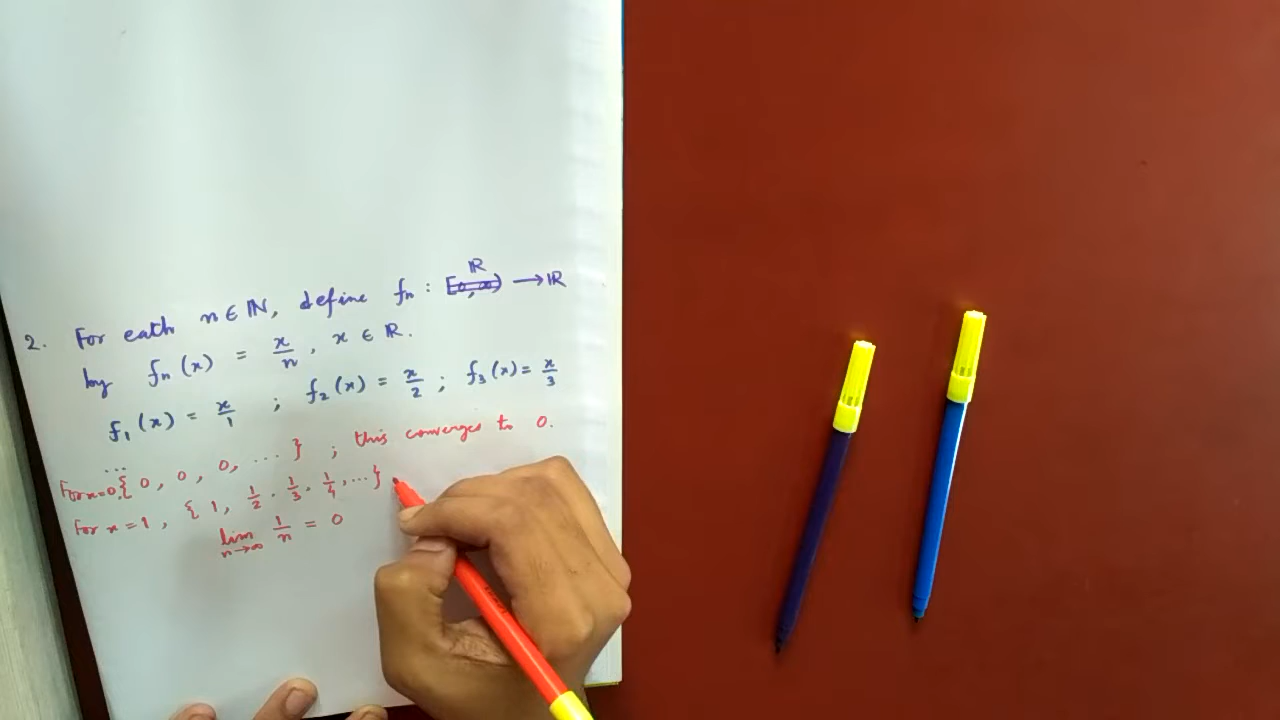 2. For each n ∈ ℕ, define fₙ : ℝ → ℝ
by fₙ(x) = x/n, x ∈ ℝ.
f₁(x) = x/1 ; f₂(x) = x/2 ; f₃(x) = x/3
...
For x=0 { 0, 0, 0, ... } ; this converges to 0.
For x = 1, { 1, 1/2, 1/3, 1/4, ... }
lim n→∞ 1/n = 0